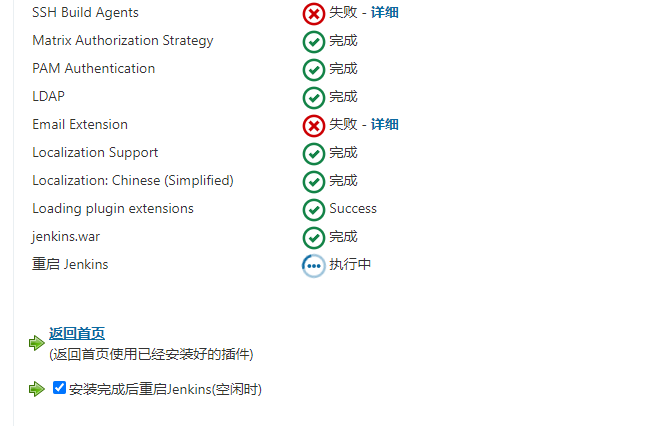 SSH Build Agents 失败 - 详细
Matrix Authorization Strategy 完成
PAM Authentication 完成
LDAP 完成
Email Extension 失败 - 详细
Localization Support 完成
Localization: Chinese (Simplified) 完成
Loading plugin extensions Success
jenkins.war 完成
重启 Jenkins 执行中
返回首页
(返回首页使用已经安装好的插件)
安装完成后重启Jenkins(空闲时)